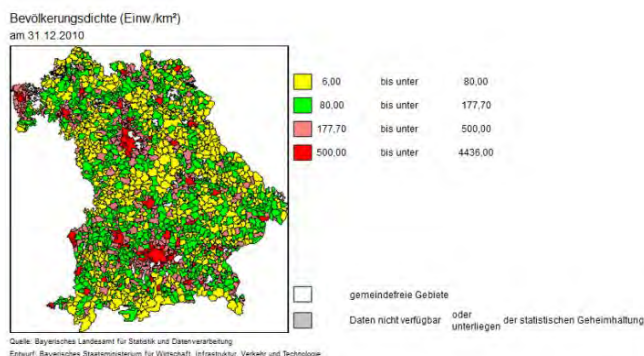 Bevölkerungsdichte (Einw./km²)
am 31.12.2010
6,00 bis unter 80,00
80,00 bis unter 177,70
177,70 bis unter 500,00
500,00 bis unter 4436,00
gemeindefreie Gebiete
Daten nicht verfügbar oder unterliegen der statistischen Geheimhaltung
Quelle: Bayerisches Landesamt für Statistik und Datenverarbeitung
Entwurf: Bayerisches Staatsministerium für Wirtschaft, Infrastruktur, Verkehr und Technologie